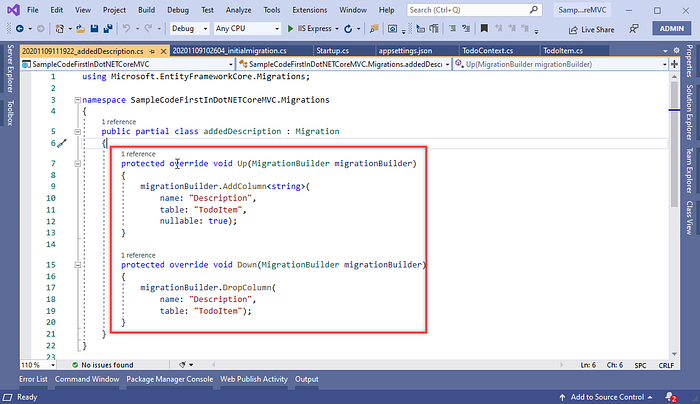 File Edit View Project Build Debug Test Analyze Tools Extensions Window Help Search (Ctrl+Q) Samp...reMVC
Debug Any CPU IIS Express Live Share ADMIN
20201109111922_addedDescription.cs 20201109102604_initialmigration.cs Startup.cs appsettings.json TodoContext.cs TodoItem.cs
SampleCodeFirstInDotNETCoreMVC SampleCodeFirstInDotNETCoreMVC.Migrations.addedDescri Up(MigrationBuilder migrationBuilder)
Server Explorer
Toolbox
1 using Microsoft.EntityFrameworkCore.Migrations;
2
3 namespace SampleCodeFirstInDotNETCoreMVC.Migrations
4 {
1 reference
5 public partial class addedDescription : Migration
6 {
1 reference
7 protected override void Up(MigrationBuilder migrationBuilder)
8 {
9 migrationBuilder.AddColumn<string>(
10 name: "Description",
11 table: "TodoItem",
12 nullable: true);
13 }
14
1 reference
15 protected override void Down(MigrationBuilder migrationBuilder)
16 {
17 migrationBuilder.DropColumn(
18 name: "Description",
19 table: "TodoItem");
20 }
21 }
22 }
23
Properties
Solution Explorer
Team Explorer
Class View
110 % No issues found Ln: 6 Ch: 6 SPC CRLF
Error List Command Window Package Manager Console Web Publish Activity Output
Ready Add to Source Control 2